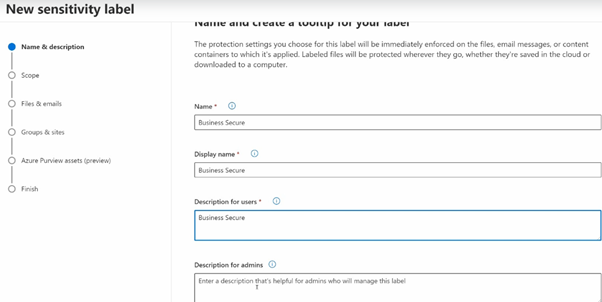 New sensitivity label
Name and create a tooltip for your label
Name & description
The protection settings you choose for this label will be immediately enforced on the files, email messages, or content
containers to which it's applied. Labeled files will be protected wherever they go, whether they're saved in the cloud or
downloaded to a computer.
Scope
Files & emails
Groups & sites
Azure Purview assets (preview)
Finish
Name *
Business Secure
Display name *
Business Secure
Description for users *
Business Secure
Description for admins
Enter a description that's helpful for admins who will manage this label